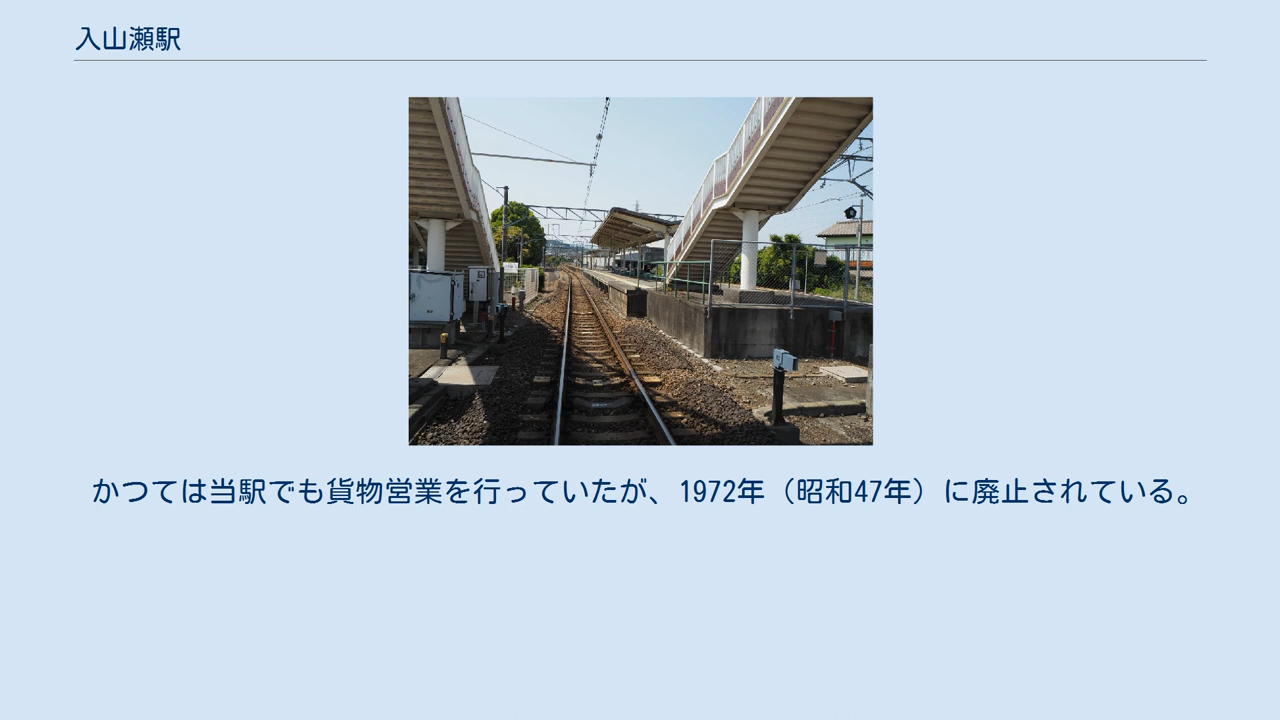 入山瀬駅
かつては当駅でも貨物営業を行っていたが、1972年（昭和47年）に廃止されている。